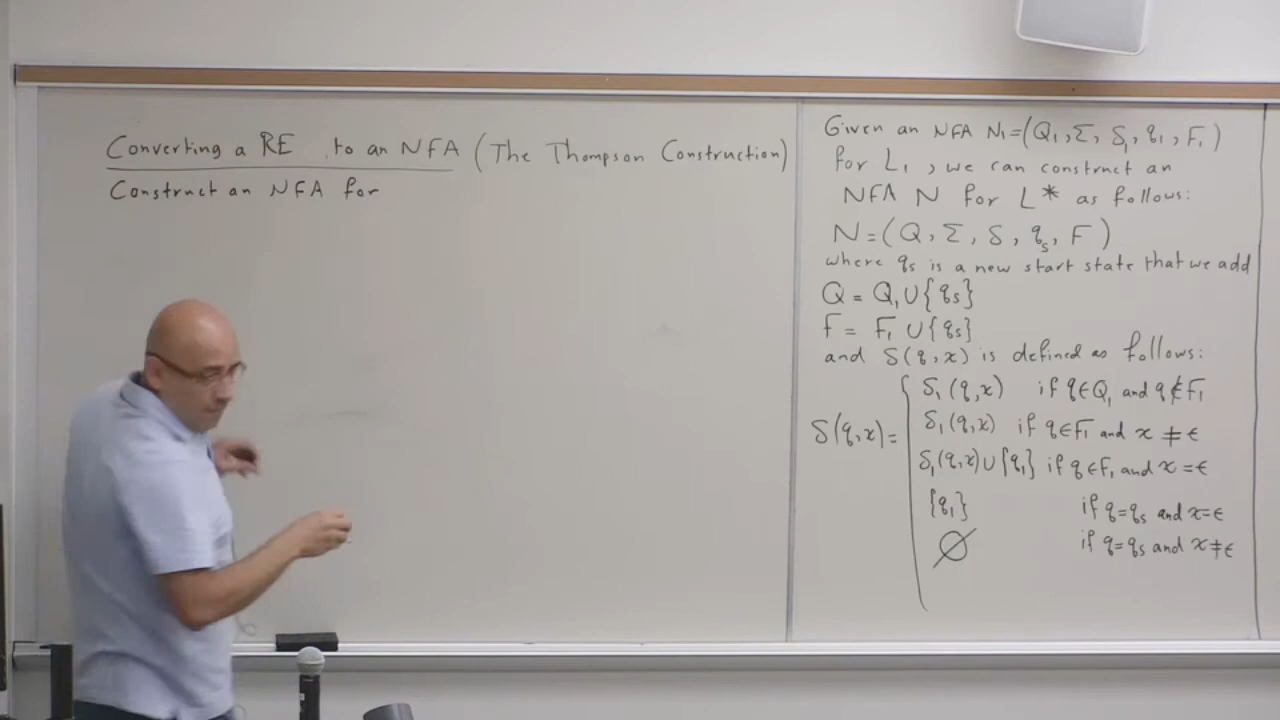 Converting a RE to an NFA (The Thompson Construction)
Construct an NFA for
Given an NFA N₁=(Q₁,Σ,δ₁,q₁,F₁)
for L₁, we can construct an
NFA N for L* as follows:
N=(Q,Σ,δ,qₛ,F)
where qₛ is a new start state that we add
Q = Q₁∪{qₛ}
F = F₁∪{qₛ}
and δ(q,x) is defined as follows:
δ₁(q,x) if q∈Q₁ and q∉F₁
δ₁(q,x) if q∈F₁ and x ≠ ϵ
δ(q,x)= δ₁(q,x)∪{q₁} if q∈F₁ and x=ϵ
{q₁} if q=qₛ and x=ϵ
∅ if q=qₛ and x≠ϵ